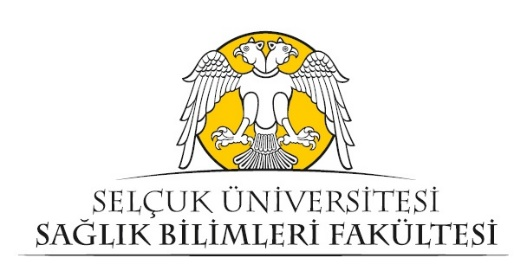 SELÇUK ÜNİVERSİTESİ
SAĞLIK BİLİMLERİ FAKÜLTESİ